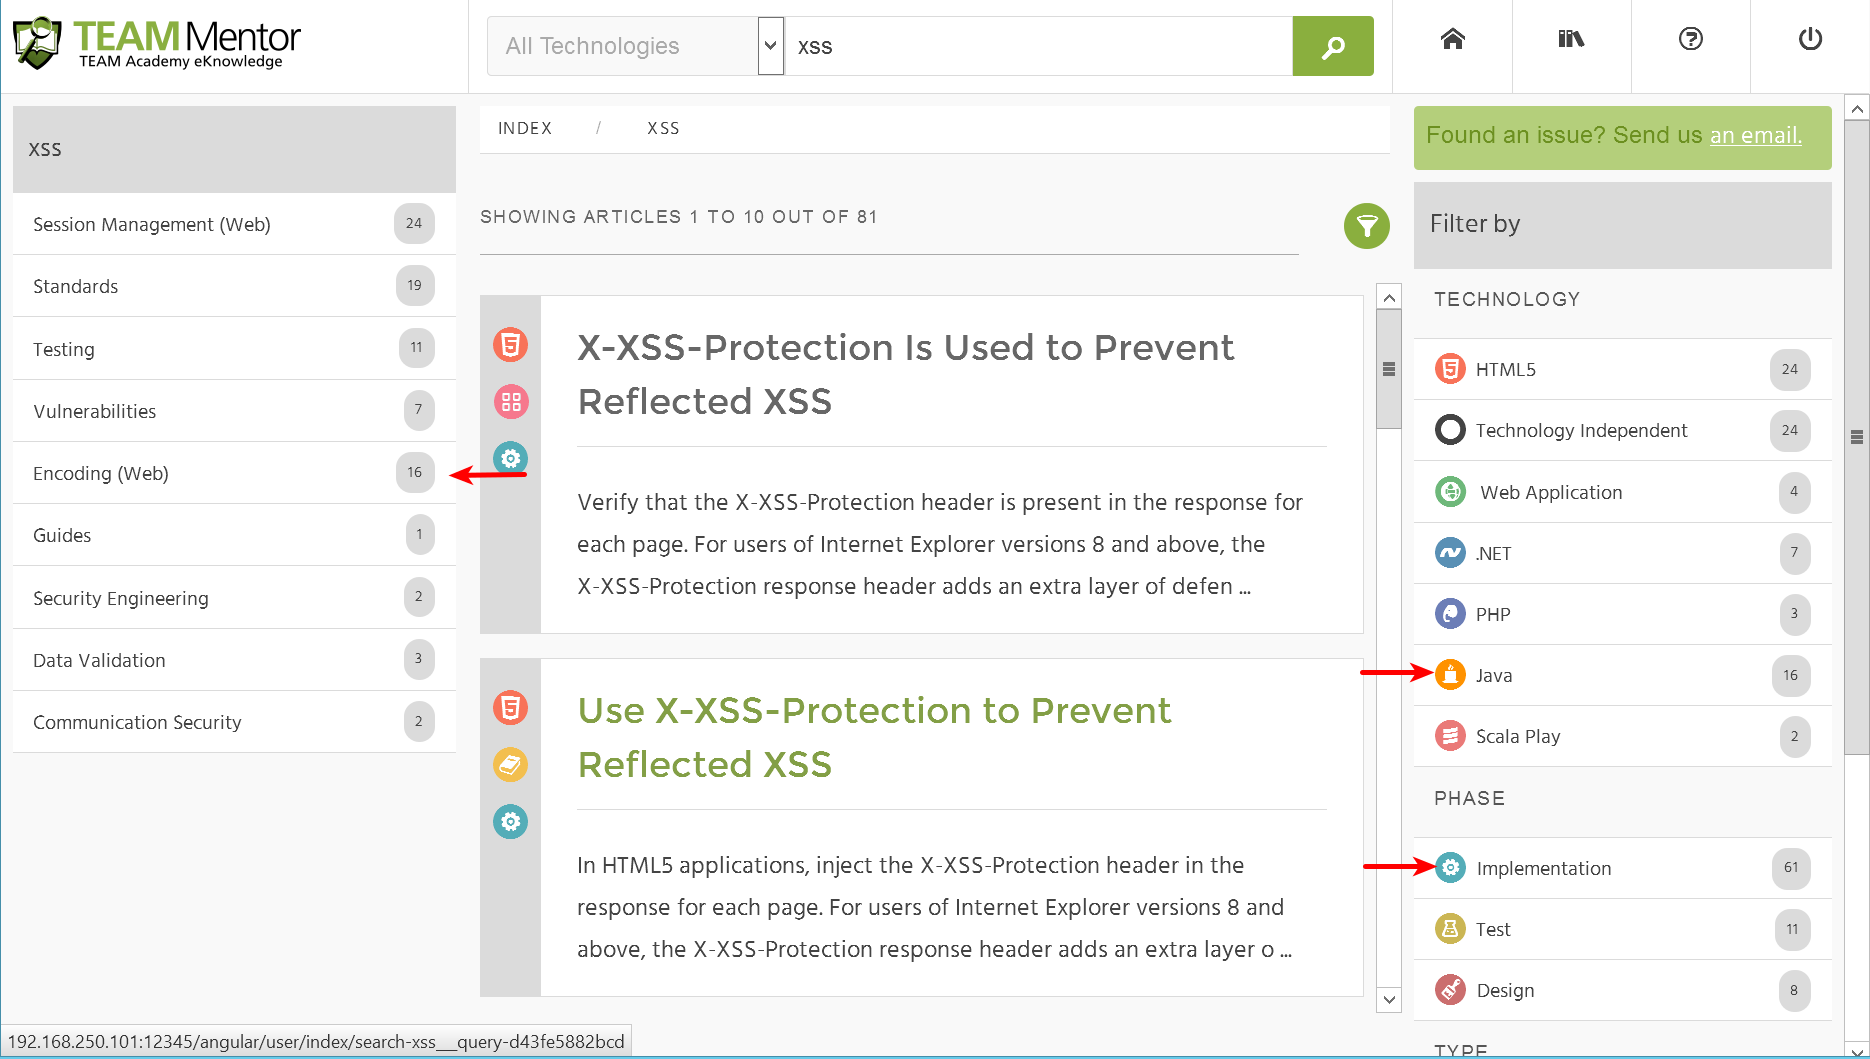 TEAM Mentor
TEAM Academy eKnowledge
All Technologies
xss
XSS
Session Management (Web) 24
Standards 19
Testing 11
Vulnerabilities 7
Encoding (Web) 16
Guides 1
Security Engineering 2
Data Validation 3
Communication Security 2
INDEX / XSS
SHOWING ARTICLES 1 TO 10 OUT OF 81
X-XSS-Protection Is Used to Prevent
Reflected XSS
Verify that the X-XSS-Protection header is present in the response for
each page. For users of Internet Explorer versions 8 and above, the
X-XSS-Protection response header adds an extra layer of defen ...
Use X-XSS-Protection to Prevent
Reflected XSS
In HTML5 applications, inject the X-XSS-Protection header in the
response for each page. For users of Internet Explorer versions 8 and
above, the X-XSS-Protection response header adds an extra layer o ...
Found an issue? Send us an email.
Filter by
TECHNOLOGY
HTML5 24
Technology Independent 24
Web Application 4
.NET 7
PHP 3
Java 16
Scala Play 2
PHASE
Implementation 61
Test 11
Design 8
TYPE
192.168.250.101:12345/angular/user/index/search-xss__query-d43fe5882bcd